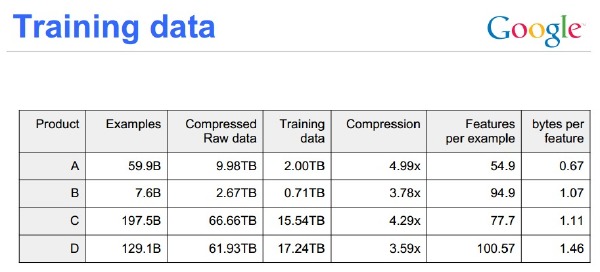 Training data
Google
Product Examples Compressed Raw data Training data Compression Features per example bytes per feature
A 59.9B 9.98TB 2.00TB 4.99x 54.9 0.67
B 7.6B 2.67TB 0.71TB 3.78x 94.9 1.07
C 197.5B 66.66TB 15.54TB 4.29x 77.7 1.11
D 129.1B 61.93TB 17.24TB 3.59x 100.57 1.46